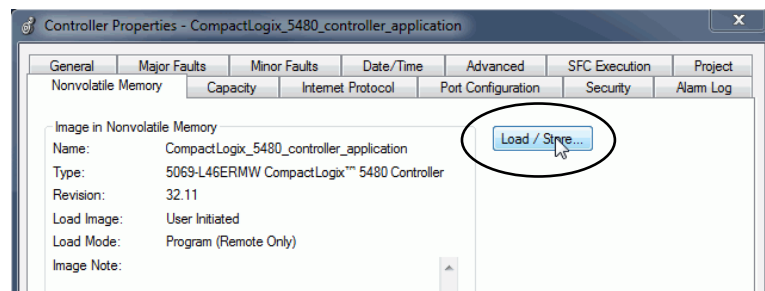 Controller Properties - CompactLogix_5480_controller_application
X
General Major Faults Minor Faults Date/Time Advanced SFC Execution Project
Nonvolatile Memory Capacity Internet Protocol Port Configuration Security Alarm Log
Image in Nonvolatile Memory
Load / Store...
Name: CompactLogix_5480_controller_application
Type: 5069-L46ERMW CompactLogix™ 5480 Controller
Revision: 32.11
Load Image: User Initiated
Load Mode: Program (Remote Only)
Image Note: